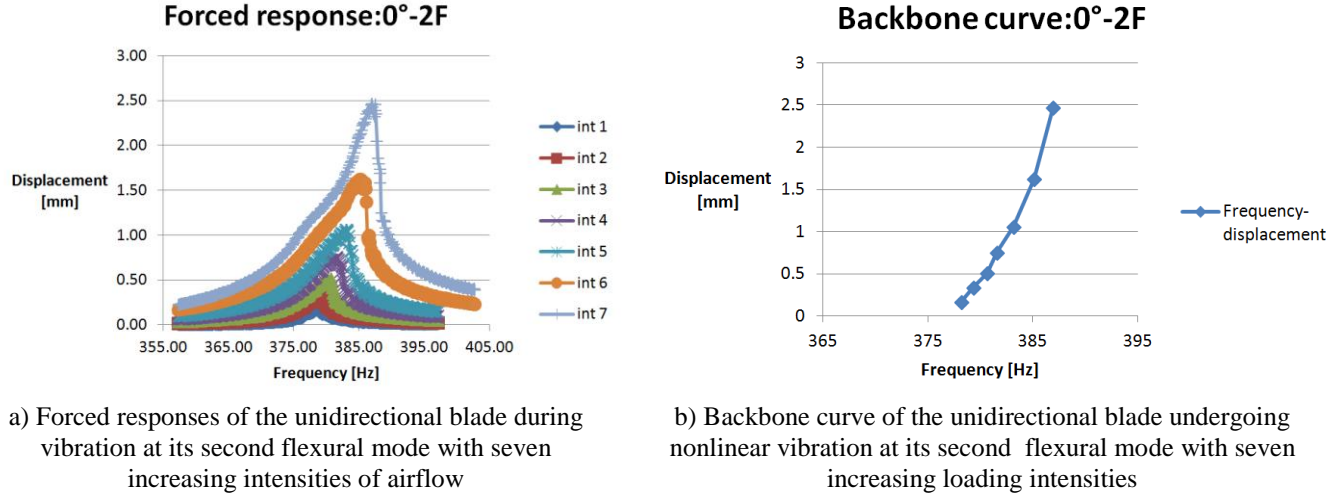 Forced response:0°-2F
3.00
2.50
2.00
1.50
1.00
0.50
0.00
Displacement
[mm]
355.00 365.00 375.00 385.00 395.00 405.00
Frequency [Hz]
int 1
int 2
int 3
int 4
int 5
int 6
int 7
a) Forced responses of the unidirectional blade during
vibration at its second flexural mode with seven
increasing intensities of airflow
Backbone curve:0°-2F
3
2.5
2
1.5
1
0.5
0
Displacement
[mm]
365 375 385 395
Frequency [Hz]
Frequency-
displacement
b) Backbone curve of the unidirectional blade undergoing
nonlinear vibration at its second flexural mode with seven
increasing loading intensities